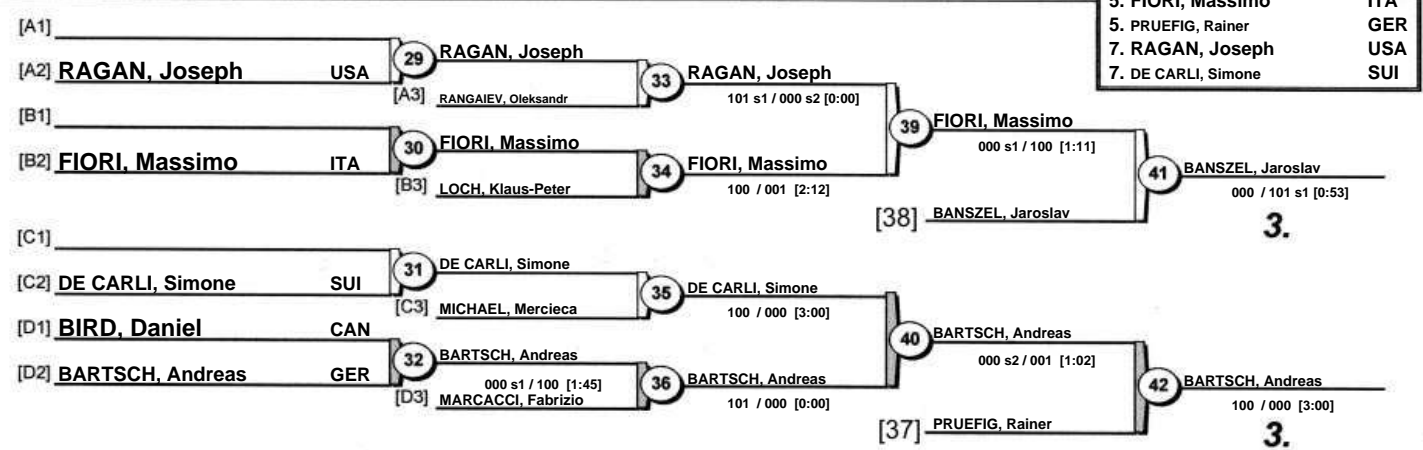 5. FIORI, Massimo ITA
5. PRUEFIG, Rainer GER
7. RAGAN, Joseph USA
7. DE CARLI, Simone SUI
[A1]
[A2] RAGAN, Joseph USA
29
RAGAN, Joseph
[A3] RANGAIEV, Oleksandr
33
RAGAN, Joseph
101 s1 / 000 s2 [0:00]
[B1]
[B2] FIORI, Massimo ITA
30
FIORI, Massimo
[B3] LOCH, Klaus-Peter
34
FIORI, Massimo
100 / 001 [2:12]
39
FIORI, Massimo
000 s1 / 100 [1:11]
[38] BANSZEL, Jaroslav
41
BANSZEL, Jaroslav
000 / 101 s1 [0:53]
3.
[C1]
[C2] DE CARLI, Simone SUI
31
DE CARLI, Simone
[C3] MICHAEL, Mercieca
35
DE CARLI, Simone
100 / 000 [3:00]
[D1] BIRD, Daniel CAN
[D2] BARTSCH, Andreas GER
32
BARTSCH, Andreas
000 s1 / 100 [1:45]
[D3] MARCACCI, Fabrizio
36
BARTSCH, Andreas
101 / 000 [0:00]
40
BARTSCH, Andreas
000 s2 / 001 [1:02]
[37] PRUEFIG, Rainer
42
BARTSCH, Andreas
100 / 000 [3:00]
3.